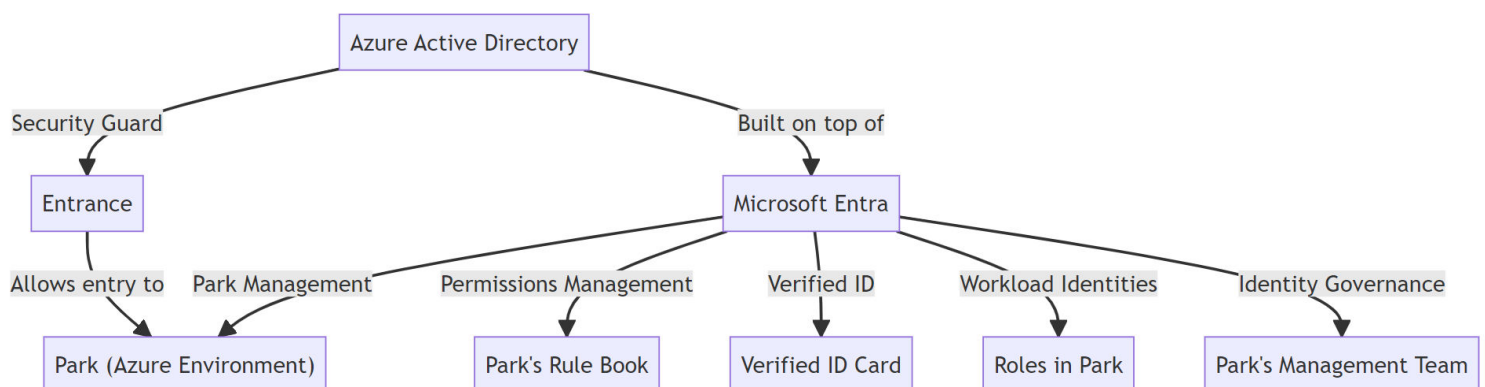 Azure Active Directory
Security Guard
Built on top of
Entrance
Microsoft Entra
Allows entry to
Park Management
Permissions Management
Verified ID
Workload Identities
Identity Governance
Park (Azure Environment)
Park's Rule Book
Verified ID Card
Roles in Park
Park's Management Team